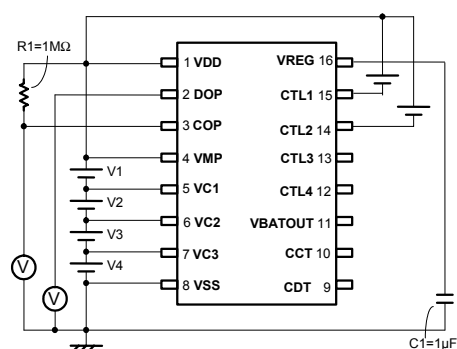 R1=1MΩ
1 VDD
2 DOP
3 COP
4 VMP
5 VC1
6 VC2
7 VC3
8 VSS
VREG 16
CTL1 15
CTL2 14
CTL3 13
CTL4 12
VBATOUT 11
CCT 10
CDT 9
V1
V2
V3
V4
V
V
C1=1µF